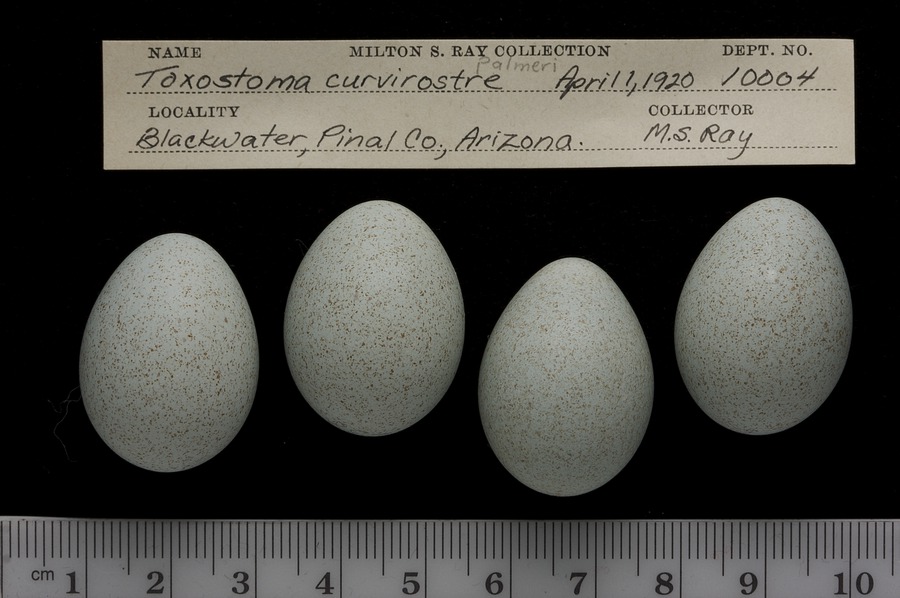 NAME MILTON S. RAY COLLECTION DEPT. NO.
Palmeri
Toxostoma curvirostre April 1, 1920 10004
LOCALITY COLLECTOR
Blackwater, Pinal Co., Arizona. M.S. Ray
cm 1 2 3 4 5 6 7 8 9 10